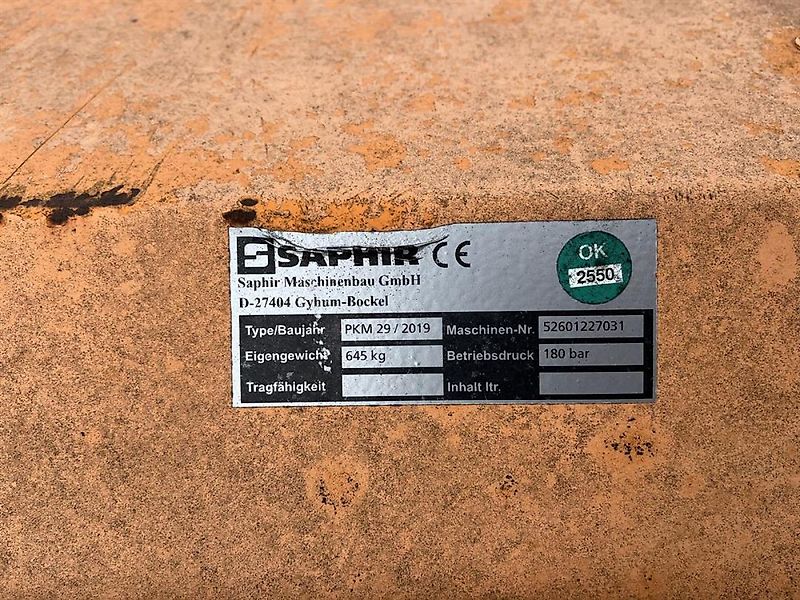 SAPHIR CE
Saphir Maschinenbau GmbH
D-27404 Gyhum-Bockel
OK
2550
Type/Baujahr PKM 29 / 2019 Maschinen-Nr. 52601227031
Eigengewicht 645 kg Betriebsdruck 180 bar
Tragfähigkeit Inhalt ltr.